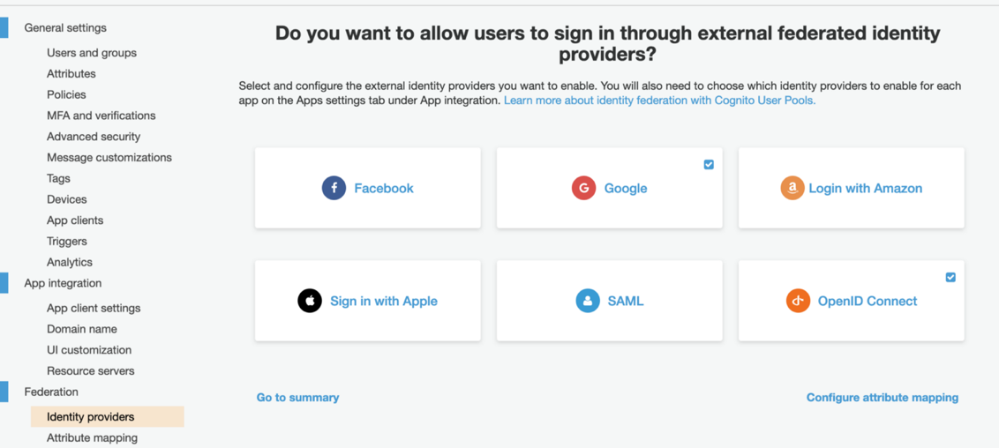 General settings
Users and groups
Attributes
Policies
MFA and verifications
Advanced security
Message customizations
Tags
Devices
App clients
Triggers
Analytics
App integration
App client settings
Domain name
UI customization
Resource servers
Federation
Identity providers
Attribute mapping
Do you want to allow users to sign in through external federated identity
providers?
Select and configure the external identity providers you want to enable. You will also need to choose which identity providers to enable for each
app on the Apps settings tab under App integration. Learn more about identity federation with Cognito User Pools.
Facebook
Google
Login with Amazon
Sign in with Apple
SAML
OpenID Connect
Go to summary
Configure attribute mapping